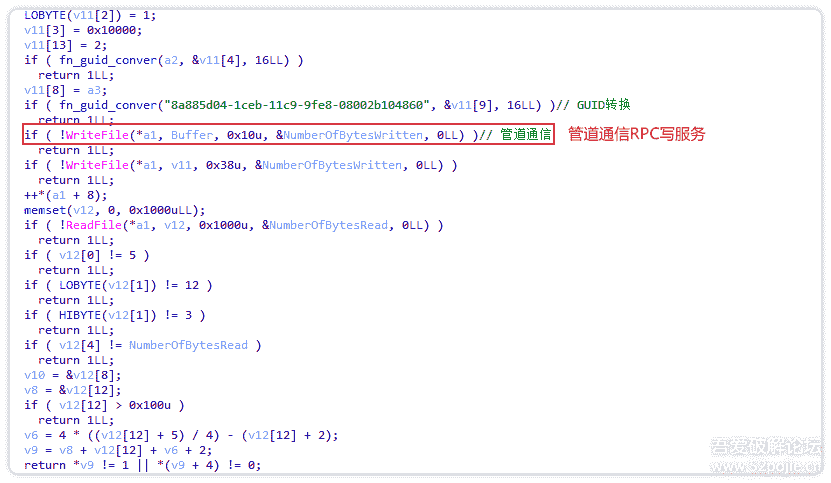 LOBYTE(v11[2]) = 1;
v11[3] = 0x10000;
v11[13] = 2;
if ( fn_guid_conver(a2, &v11[4], 16LL) )
return 1LL;
v11[8] = a3;
if ( fn_guid_conver("8a885d04-1ceb-11c9-9fe8-08002b104860", &v11[9], 16LL) )// GUID转换
return 1LL;
if ( !WriteFile(*a1, Buffer, 0x10u, &NumberOfBytesWritten, 0LL) )// 管道通信 管道通信RPC写服务
return 1LL;
if ( !WriteFile(*a1, v11, 0x38u, &NumberOfBytesWritten, 0LL) )
return 1LL;
++*(a1 + 8);
memset(v12, 0, 0x1000uLL);
if ( !ReadFile(*a1, v12, 0x1000u, &NumberOfBytesRead, 0LL) )
return 1LL;
if ( v12[0] != 5 )
return 1LL;
if ( LOBYTE(v12[1]) != 12 )
return 1LL;
if ( HIBYTE(v12[1]) != 3 )
return 1LL;
if ( v12[4] != NumberOfBytesRead )
return 1LL;
v10 = &v12[8];
v8 = &v12[12];
if ( v12[12] > 0x100u )
return 1LL;
v6 = 4 * ((v12[12] + 5) / 4) - (v12[12] + 2);
v9 = v8 + v12[12] + v6 + 2;
return *v9 != 1 || *(v9 + 4) != 0;
吾爱破解论坛
www.52pojie.cn